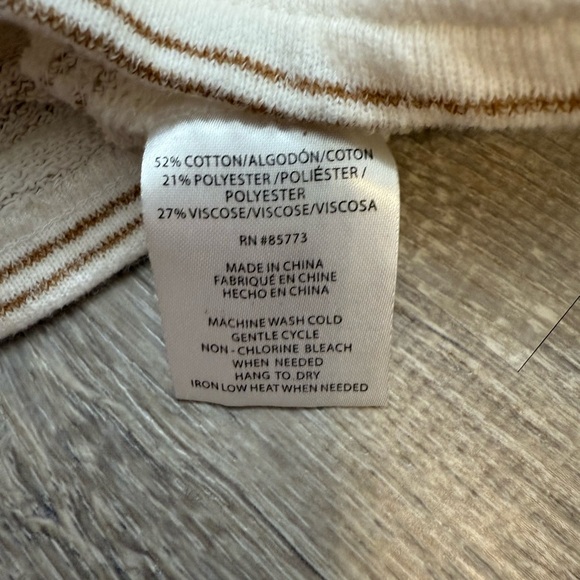 52% COTTON/ALGODÓN/COTON
21% POLYESTER /POLIÉSTER /
POLYESTER
27% VISCOSE/VISCOSE/VISCOSA
RN #85773
MADE IN CHINA
FABRIQUÉ EN CHINE
HECHO EN CHINA
MACHINE WASH COLD
GENTLE CYCLE
NON - CHLORINE BLEACH
WHEN NEEDED
HANG TO DRY
IRON LOW HEAT WHEN NEEDED